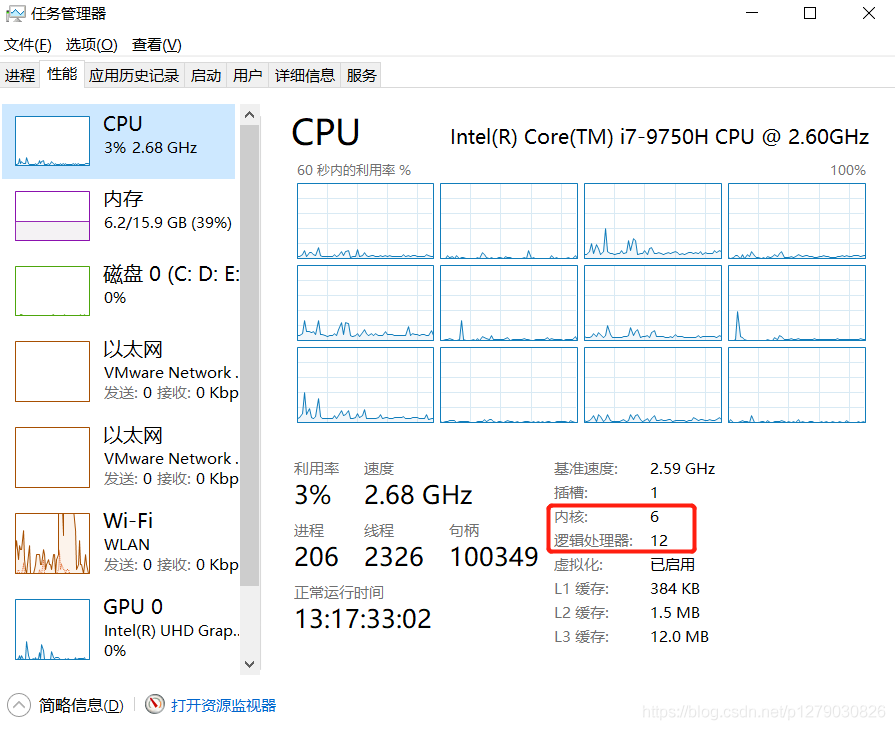 任务管理器
文件(F) 选项(O) 查看(V)
进程 性能 应用历史记录 启动 用户 详细信息 服务
CPU
3% 2.68 GHz
内存
6.2/15.9 GB (39%)
磁盘 0 (C: D: E:
0%
以太网
VMware Network .
发送: 0 接收: 0 Kbp
以太网
VMware Network .
发送: 0 接收: 0 Kbp
Wi-Fi
WLAN
发送: 0 接收: 0 Kbp
GPU 0
Intel(R) UHD Grap..
0%
CPU
Intel(R) Core(TM) i7-9750H CPU @ 2.60GHz
60 秒内的利用率 %
100%
利用率 速度
3% 2.68 GHz
进程 线程 句柄
206 2326 100349
正常运行时间
13:17:33:02
基准速度: 2.59 GHz
插槽: 1
内核: 6
逻辑处理器: 12
虚拟化: 已启用
L1 缓存: 384 KB
L2 缓存: 1.5 MB
L3 缓存: 12.0 MB
简略信息(D) 打开资源监视器
https://blog.csdn.net/p1279030826